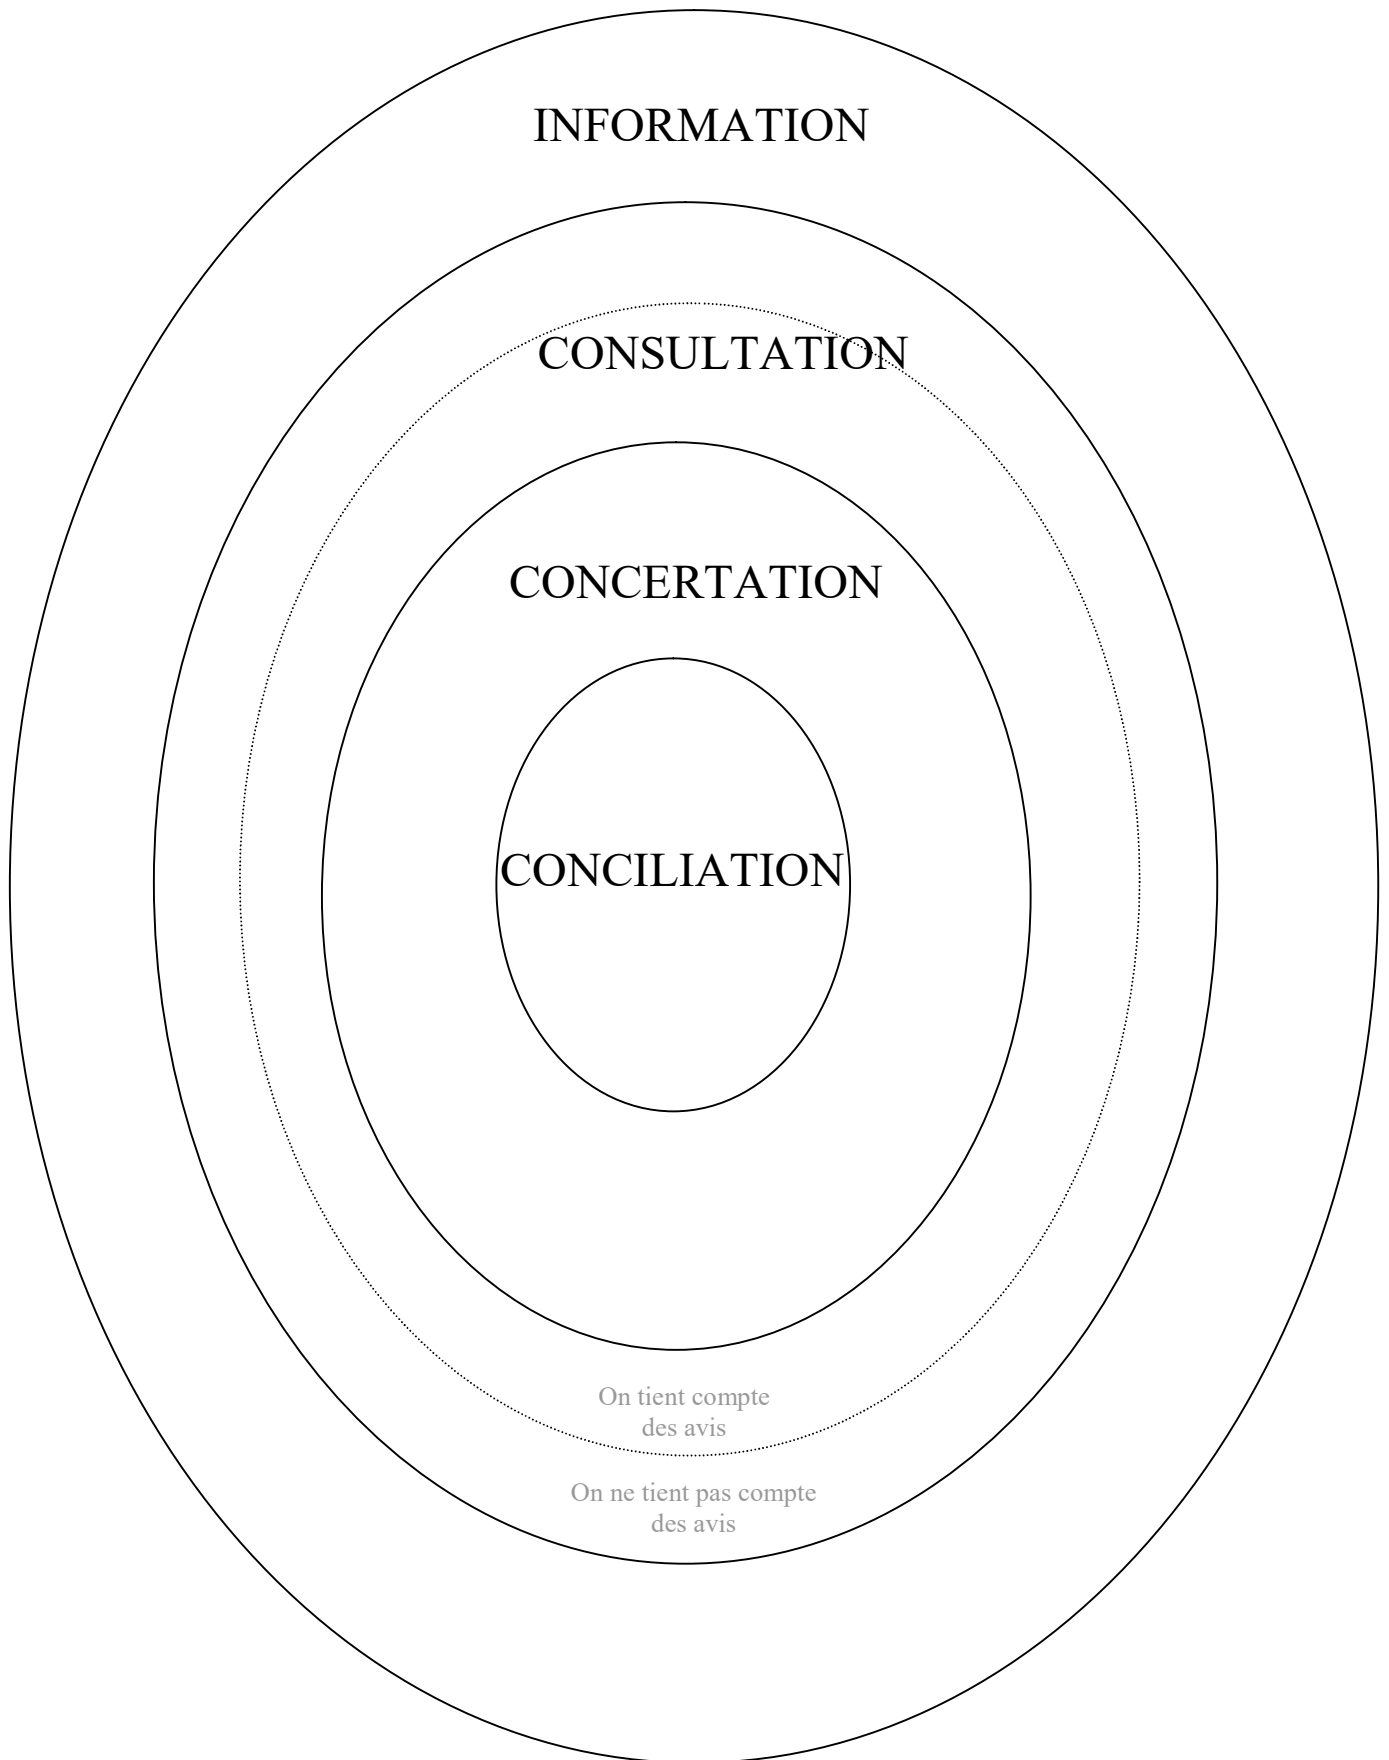 INFORMATION
CONSULTATION
CONCERTATION
CONCILIATION
On tient compte
des avis
On ne tient pas compte
des avis